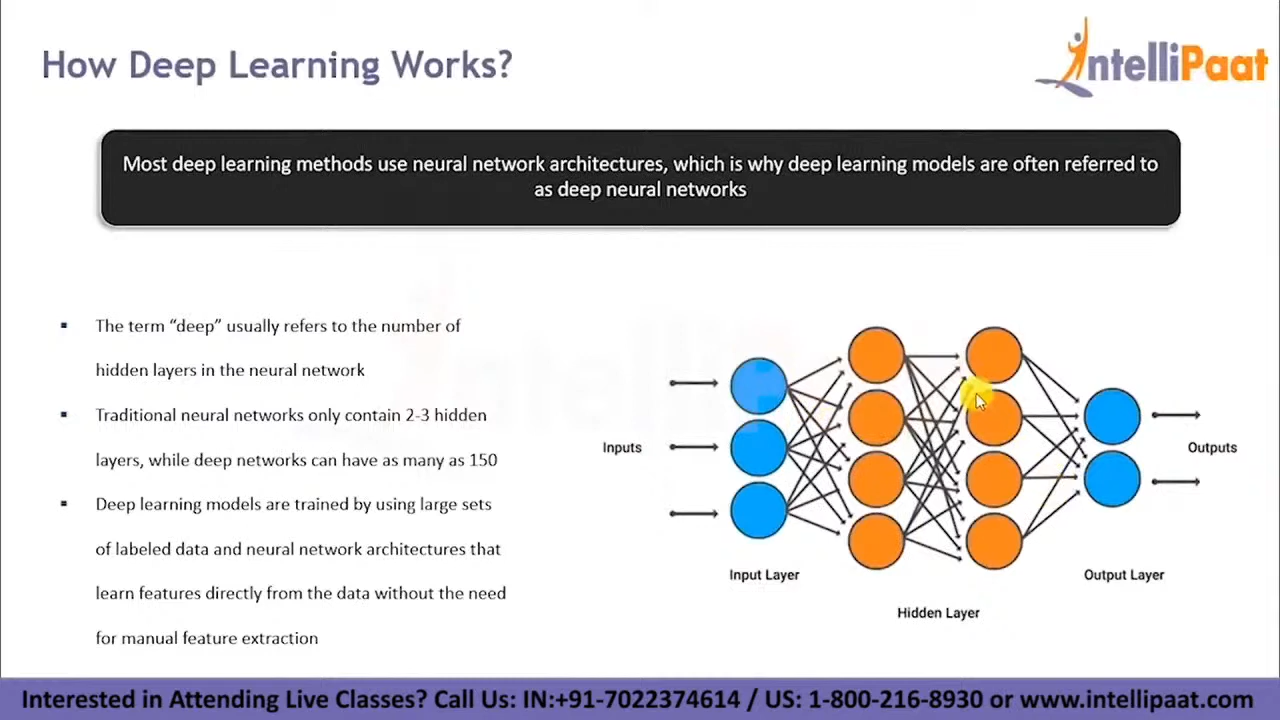 How Deep Learning Works?
IntelliPaat
Most deep learning methods use neural network architectures, which is why deep learning models are often referred to
as deep neural networks
▪ The term “deep” usually refers to the number of
hidden layers in the neural network
▪ Traditional neural networks only contain 2-3 hidden
layers, while deep networks can have as many as 150
▪ Deep learning models are trained by using large sets
of labeled data and neural network architectures that
learn features directly from the data without the need
for manual feature extraction
Inputs
Outputs
Input Layer
Output Layer
Hidden Layer
Interested in Attending Live Classes? Call Us: IN:+91-7022374614 / US: 1-800-216-8930 or www.intellipaat.com